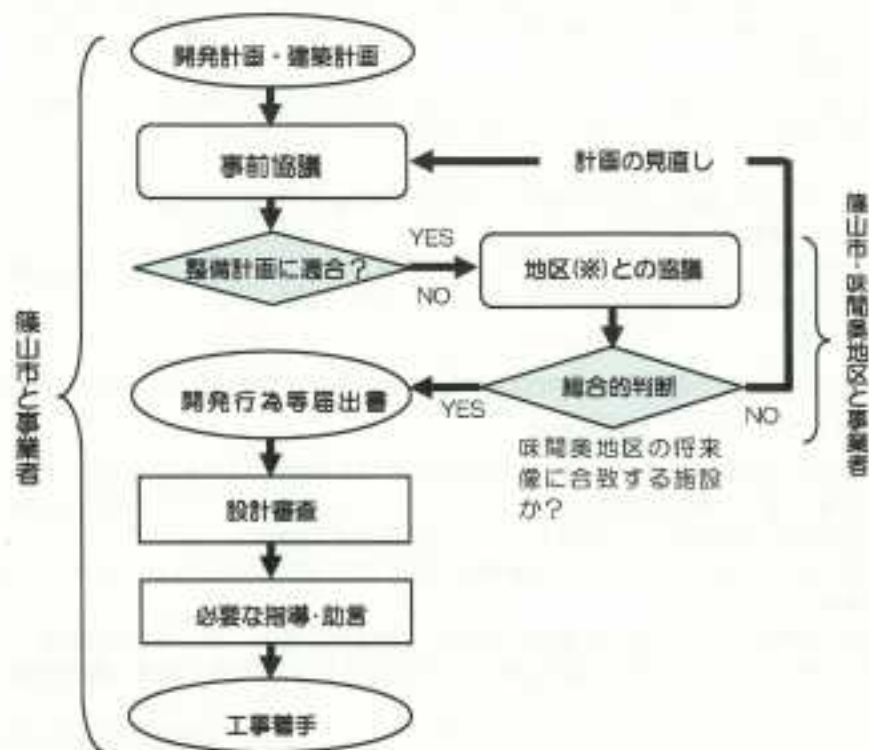 開発計画・建築計画
事前協議
計画の見直し
整備計画に適合?
YES
NO
地区(※)との協議
開発行為等届出書
YES
総合的判断
NO
味間奥地区の将来
像に合致する施設
か?
設計審査
必要な指導・助言
工事着手
篠山市と事業者
篠山市・味間奥地区と事業者